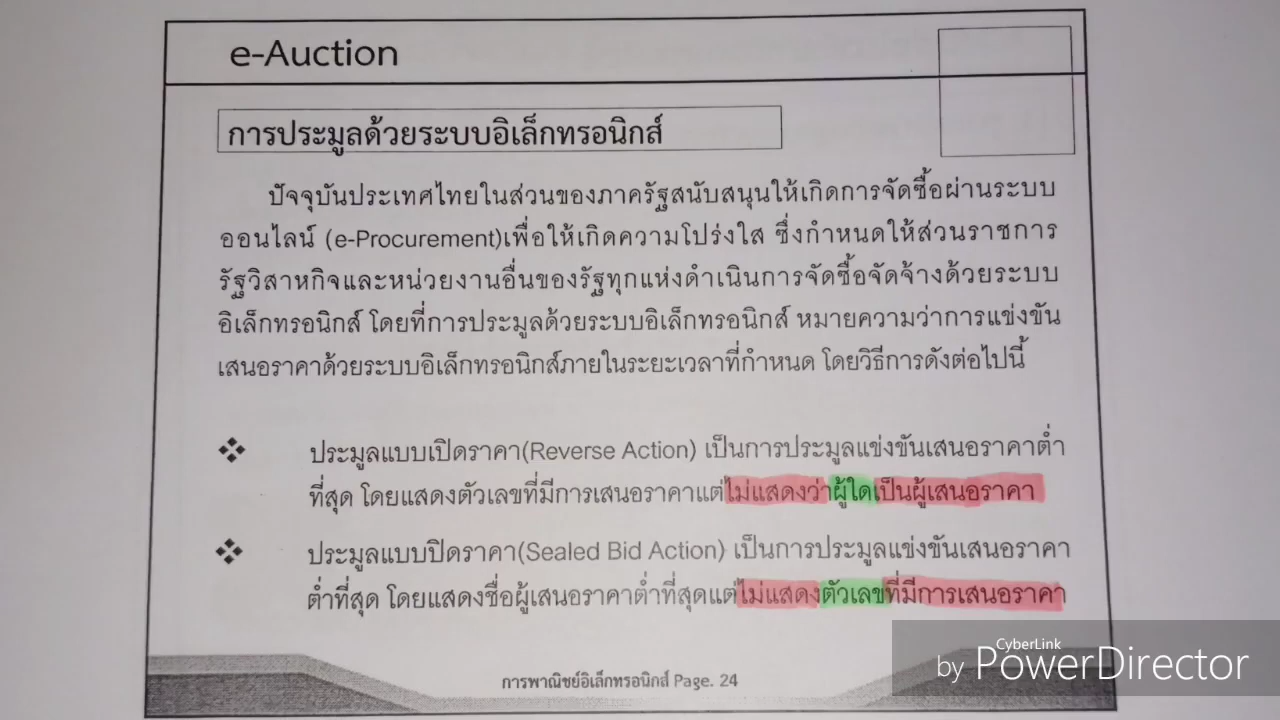 e-Auction
การประมูลด้วยระบบอิเล็กทรอนิกส์
ปัจจุบันประเทศไทยในส่วนของภาครัฐสนับสนุนให้เกิดการจัดซื้อผ่านระบบ
ออนไลน์ (e-Procurement)เพื่อให้เกิดความโปร่งใส ซึ่งกำหนดให้ส่วนราชการ
รัฐวิสาหกิจและหน่วยงานอื่นของรัฐทุกแห่งดำเนินการจัดซื้อจัดจ้างด้วยระบบ
อิเล็กทรอนิกส์ โดยที่การประมูลด้วยระบบอิเล็กทรอนิกส์ หมายความว่าการแข่งขัน
เสนอราคาด้วยระบบอิเล็กทรอนิกส์ภายในระยะเวลาที่กำหนด โดยวิธีการดังต่อไปนี้
❖ ประมูลแบบเปิดราคา(Reverse Action) เป็นการประมูลแข่งขันเสนอราคาต่ำ
ที่สุด โดยแสดงตัวเลขที่มีการเสนอราคาแต่ไม่แสดงว่าผู้ใดเป็นผู้เสนอราคา
❖ ประมูลแบบปิดราคา(Sealed Bid Action) เป็นการประมูลแข่งขันเสนอราคา
ต่ำที่สุด โดยแสดงชื่อผู้เสนอราคาต่ำที่สุดแต่ไม่แสดงตัวเลขที่มีการเสนอราคา
การพาณิชย์อิเล็กทรอนิกส์ Page. 24
CyberLink
by PowerDirector